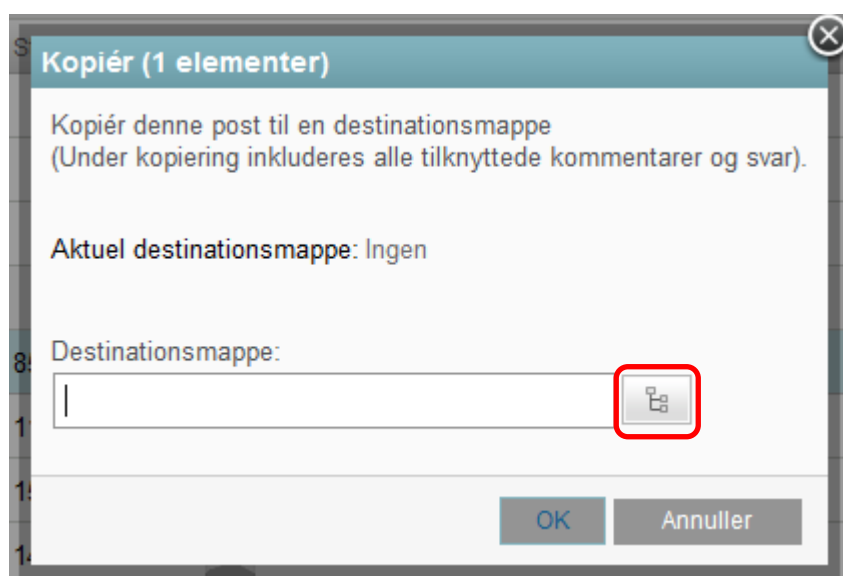 Kopiér (1 elementer)
Kopiér denne post til en destinationsmappe
(Under kopiering inkluderes alle tilknyttede kommentarer og svar).
Aktuel destinationsmappe: Ingen
Destinationsmappe:
OK Annuller